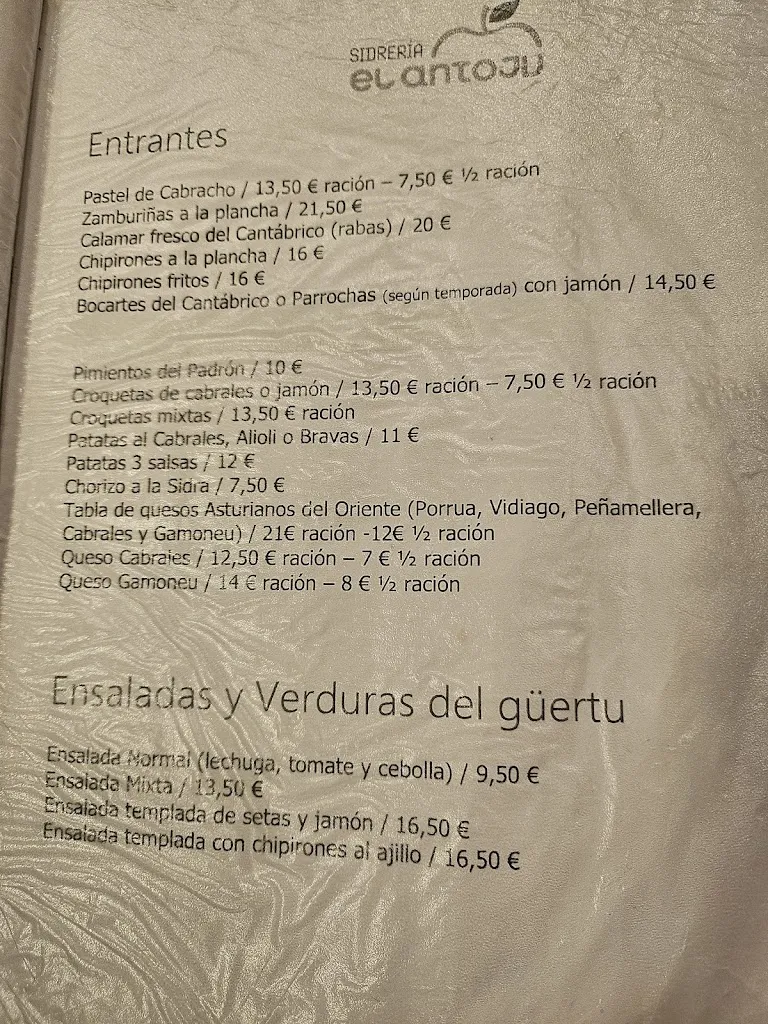 SIDRERÍA
EL ANTOJU
Entrantes
Pastel de Cabracho / 13,50 € ración – 7,50 € ½ ración
Zamburiñas a la plancha / 21,50 €
Calamar fresco del Cantábrico (rabas) / 20 €
Chipirones a la plancha / 16 €
Chipirones fritos / 16 €
Bocartes del Cantábrico o Parrochas (según temporada) con jamón / 14,50 €
Pimientos del Padrón / 10 €
Croquetas de cabrales o jamón / 13,50 € ración – 7,50 € ½ ración
Croquetas mixtas / 13,50 € ración
Patatas al Cabrales, Alioli o Bravas / 11 €
Patatas 3 salsas / 12 €
Chorizo a la Sidra / 7,50 €
Tabla de quesos Asturianos del Oriente (Porrua, Vidiago, Peñamellera,
Cabrales y Gamoneu) / 21€ ración -12€ ½ ración
Queso Cabrales / 12,50 € ración – 7 € ½ ración
Queso Gamoneu / 14 € ración – 8 € ½ ración
Ensaladas y Verduras del güertu
Ensalada Normal (lechuga, tomate y cebolla) / 9,50 €
Ensalada Mixta / 13,50 €
Ensalada templada de setas y jamón / 16,50 €
Ensalada templada con chipirones al ajillo / 16,50 €